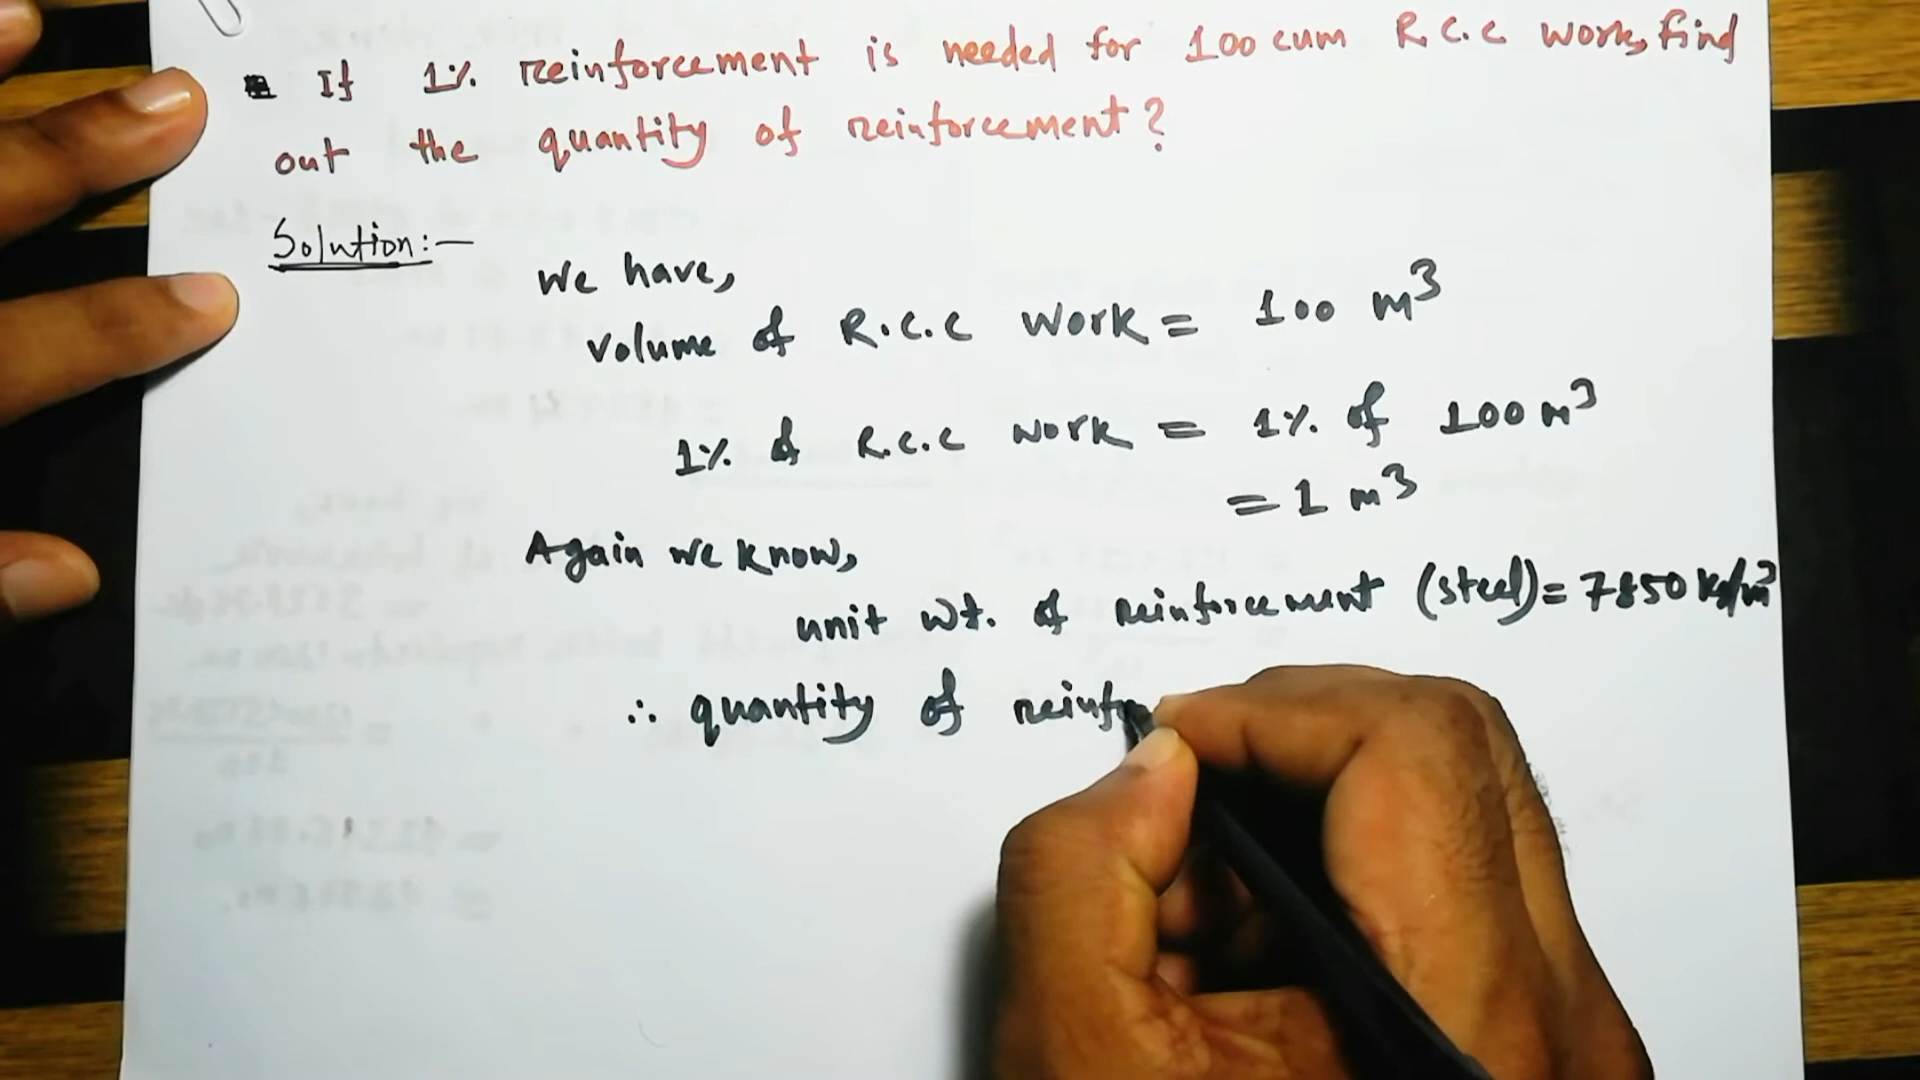 If 1% reinforcement is needed for 100 cum R.C.C work, find
out the quantity of reinforcement?
Solution:-
We have,
volume of R.C.C work = 100 m³
1% of R.C.C work = 1% of 100 m³
= 1 m³
Again we know,
unit wt. of reinforcement (steel) = 7850 kg/m³
∴ quantity of reinfo